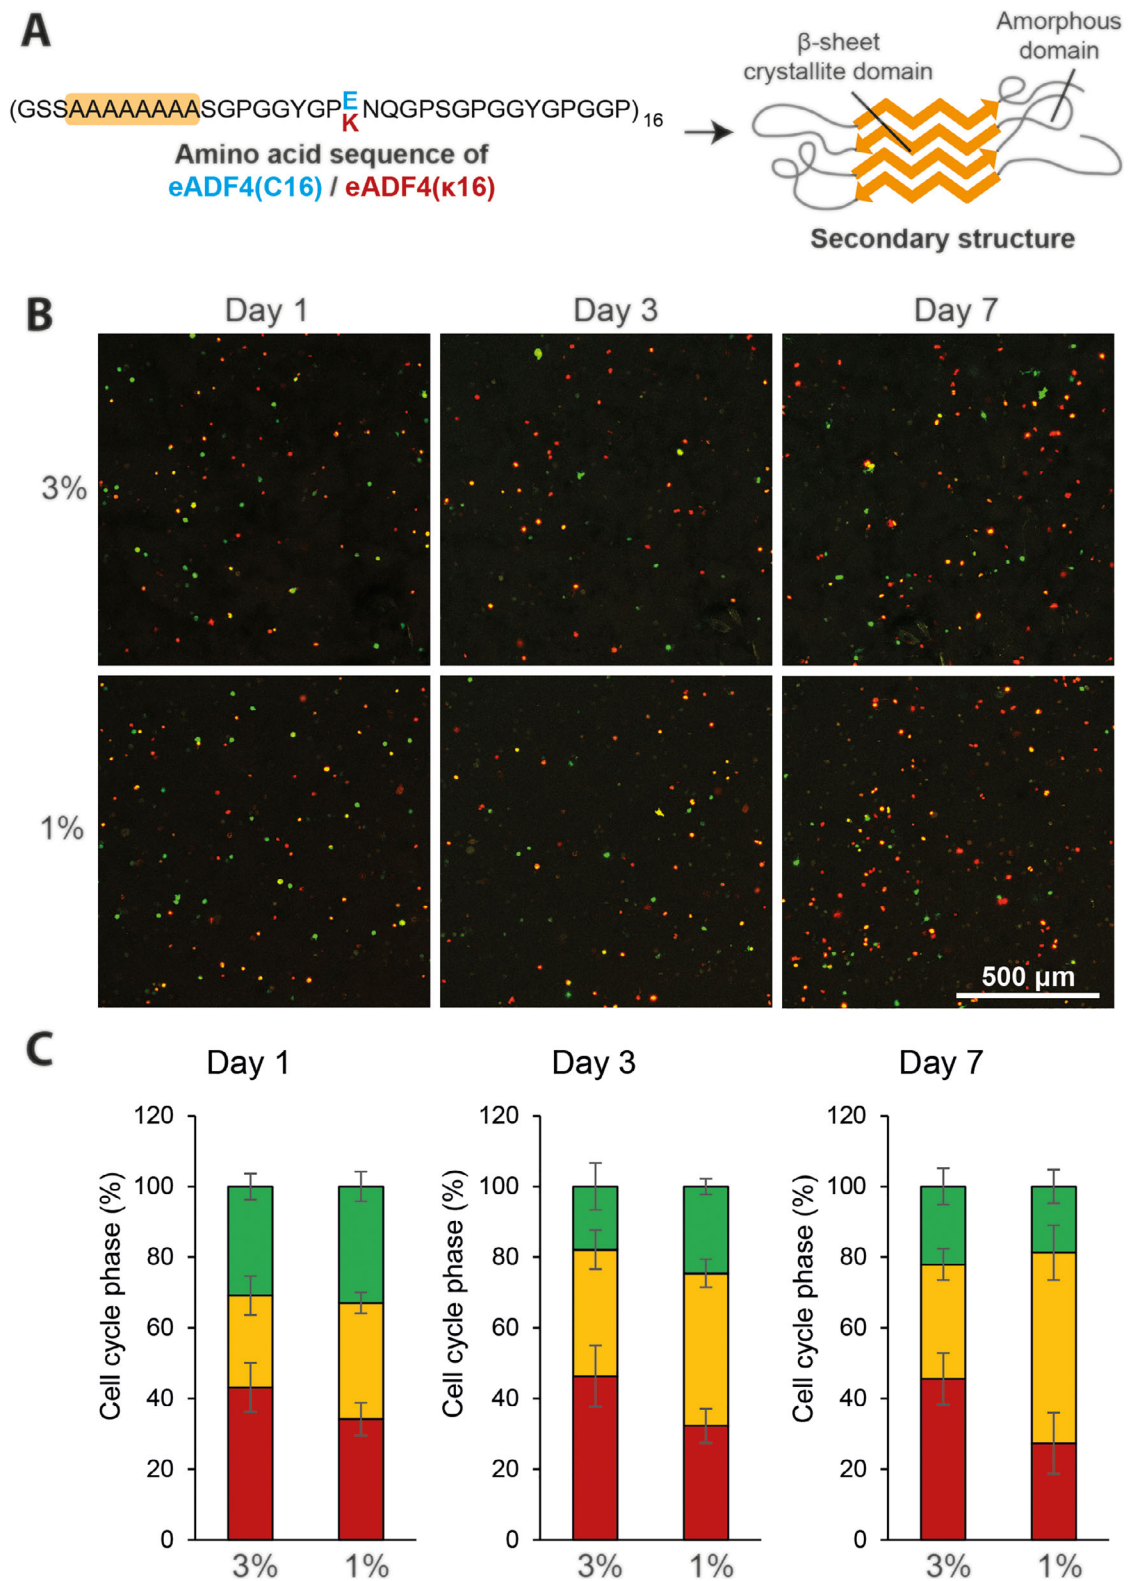 A
(GSSAAAAAAAASGPGGYGPENQGPSGPGGYGPGGP)16
K
Amino acid sequence of
eADF4(C16) / eADF4(κ16)
β-sheet
crystallite domain
Amorphous
domain
Secondary structure
B
Day 1
Day 3
Day 7
3%
1%
500 µm
C
Day 1
Day 3
Day 7
Cell cycle phase (%)
120
100
80
60
40
20
0
3%
1%
Cell cycle phase (%)
120
100
80
60
40
20
0
3%
1%
Cell cycle phase (%)
120
100
80
60
40
20
0
3%
1%